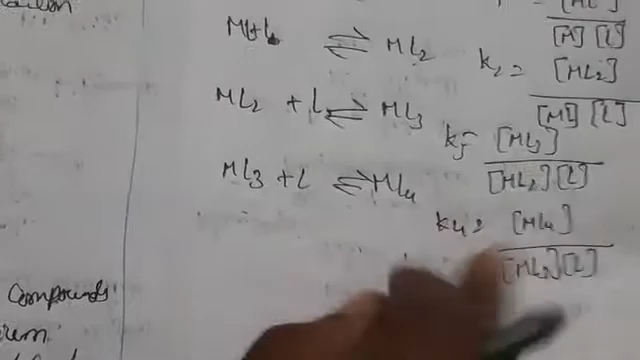 [ML]
[M] [L]
ML+L ⇌ ML2
K2 = [ML2]
[M] [L]
ML2 + L ⇌ ML3
K3= [ML3]
[ML2][L]
ML3 + L ⇌ ML4
K4= [ML4]
[ML3][L]
Compounds